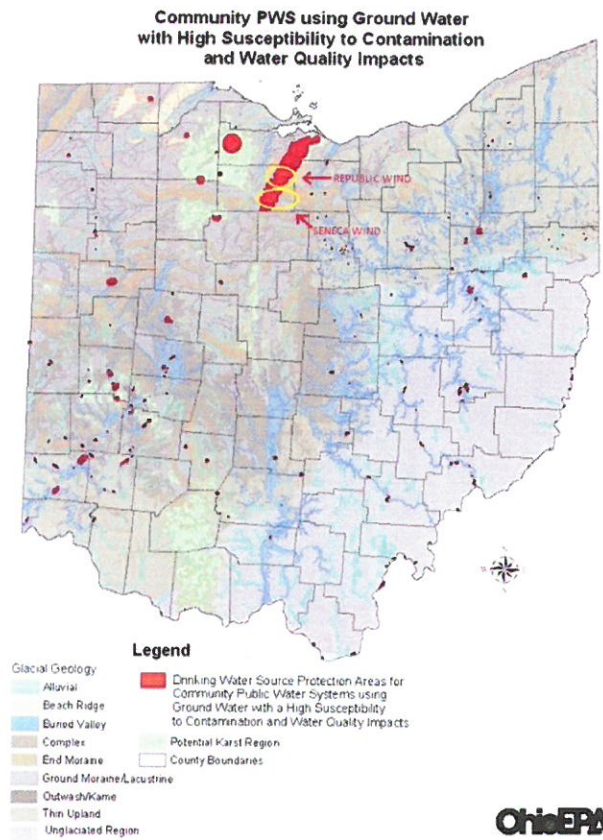 Community PWS using Ground Water
with High Susceptibility to Contamination
and Water Quality Impacts
REPUBLIC WIND
SENECA WIND
Legend
Glacial Geology
Alluvial
Beach Ridge
Buried Valley
Complex
End Moraine
Ground Moraine/Lacustrine
Outwash/Kame
Thin Upland
Unglaciated Region
Drinking Water Source Protection Areas for
Community Public Water Systems using
Ground Water with a High Susceptibility
to Contamination and Water Quality Impacts
Potential Karst Region
County Boundaries
OhioEPA